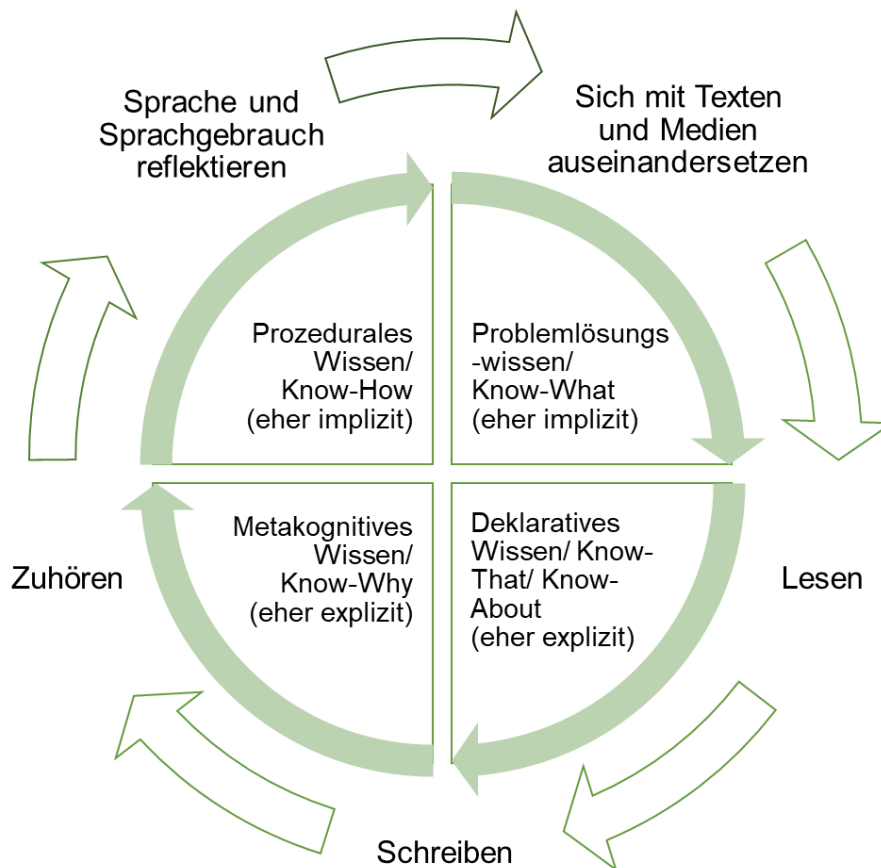 Sprache und
Sprachgebrauch
reflektieren
Sich mit Texten
und Medien
auseinandersetzen
Prozedurales
Wissen/
Know-How
(eher implizit)
Problemlösungs
-wissen/
Know-What
(eher implizit)
Metakognitives
Wissen/
Know-Why
(eher explizit)
Deklaratives
Wissen/ Know-
That/ Know-
About
(eher explizit)
Zuhören
Lesen
Schreiben